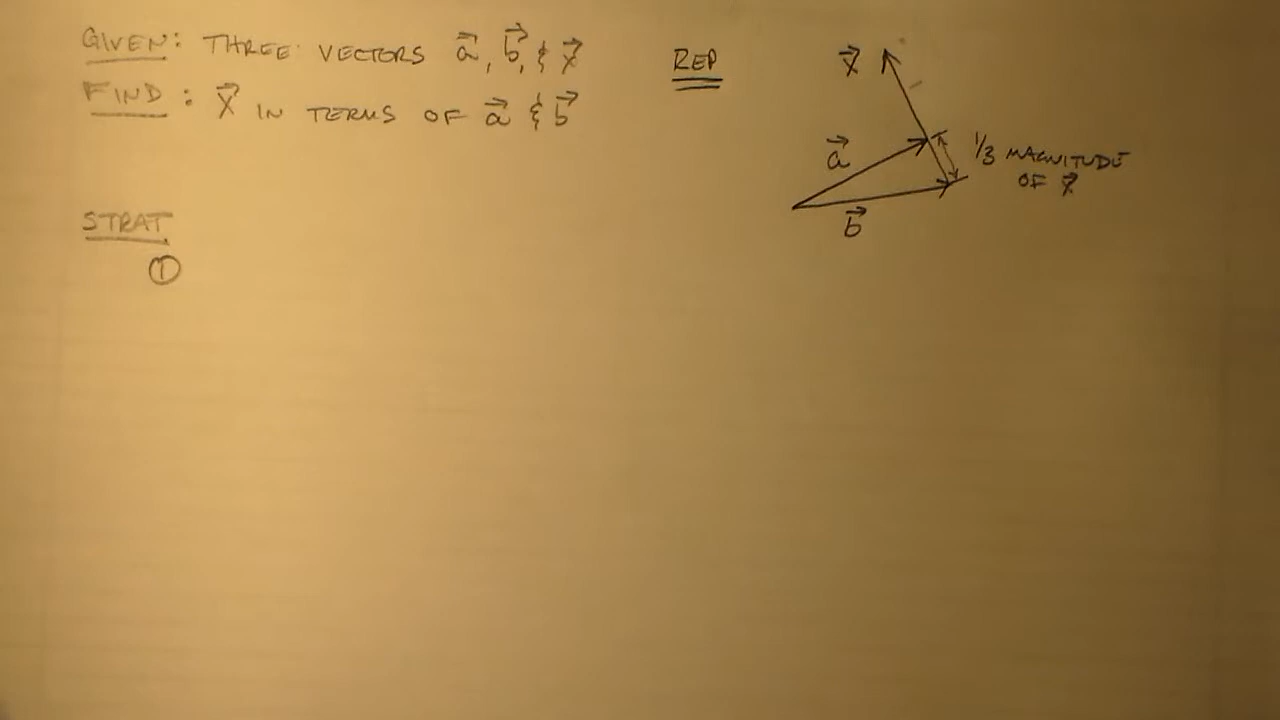 GIVEN: THREE VECTORS a⃗, b⃗, & x⃗
FIND: x⃗ IN TERMS OF a⃗ & b⃗
STRAT
①
REP
x⃗
a⃗
1/3 MAGNITUDE
OF x⃗
b⃗